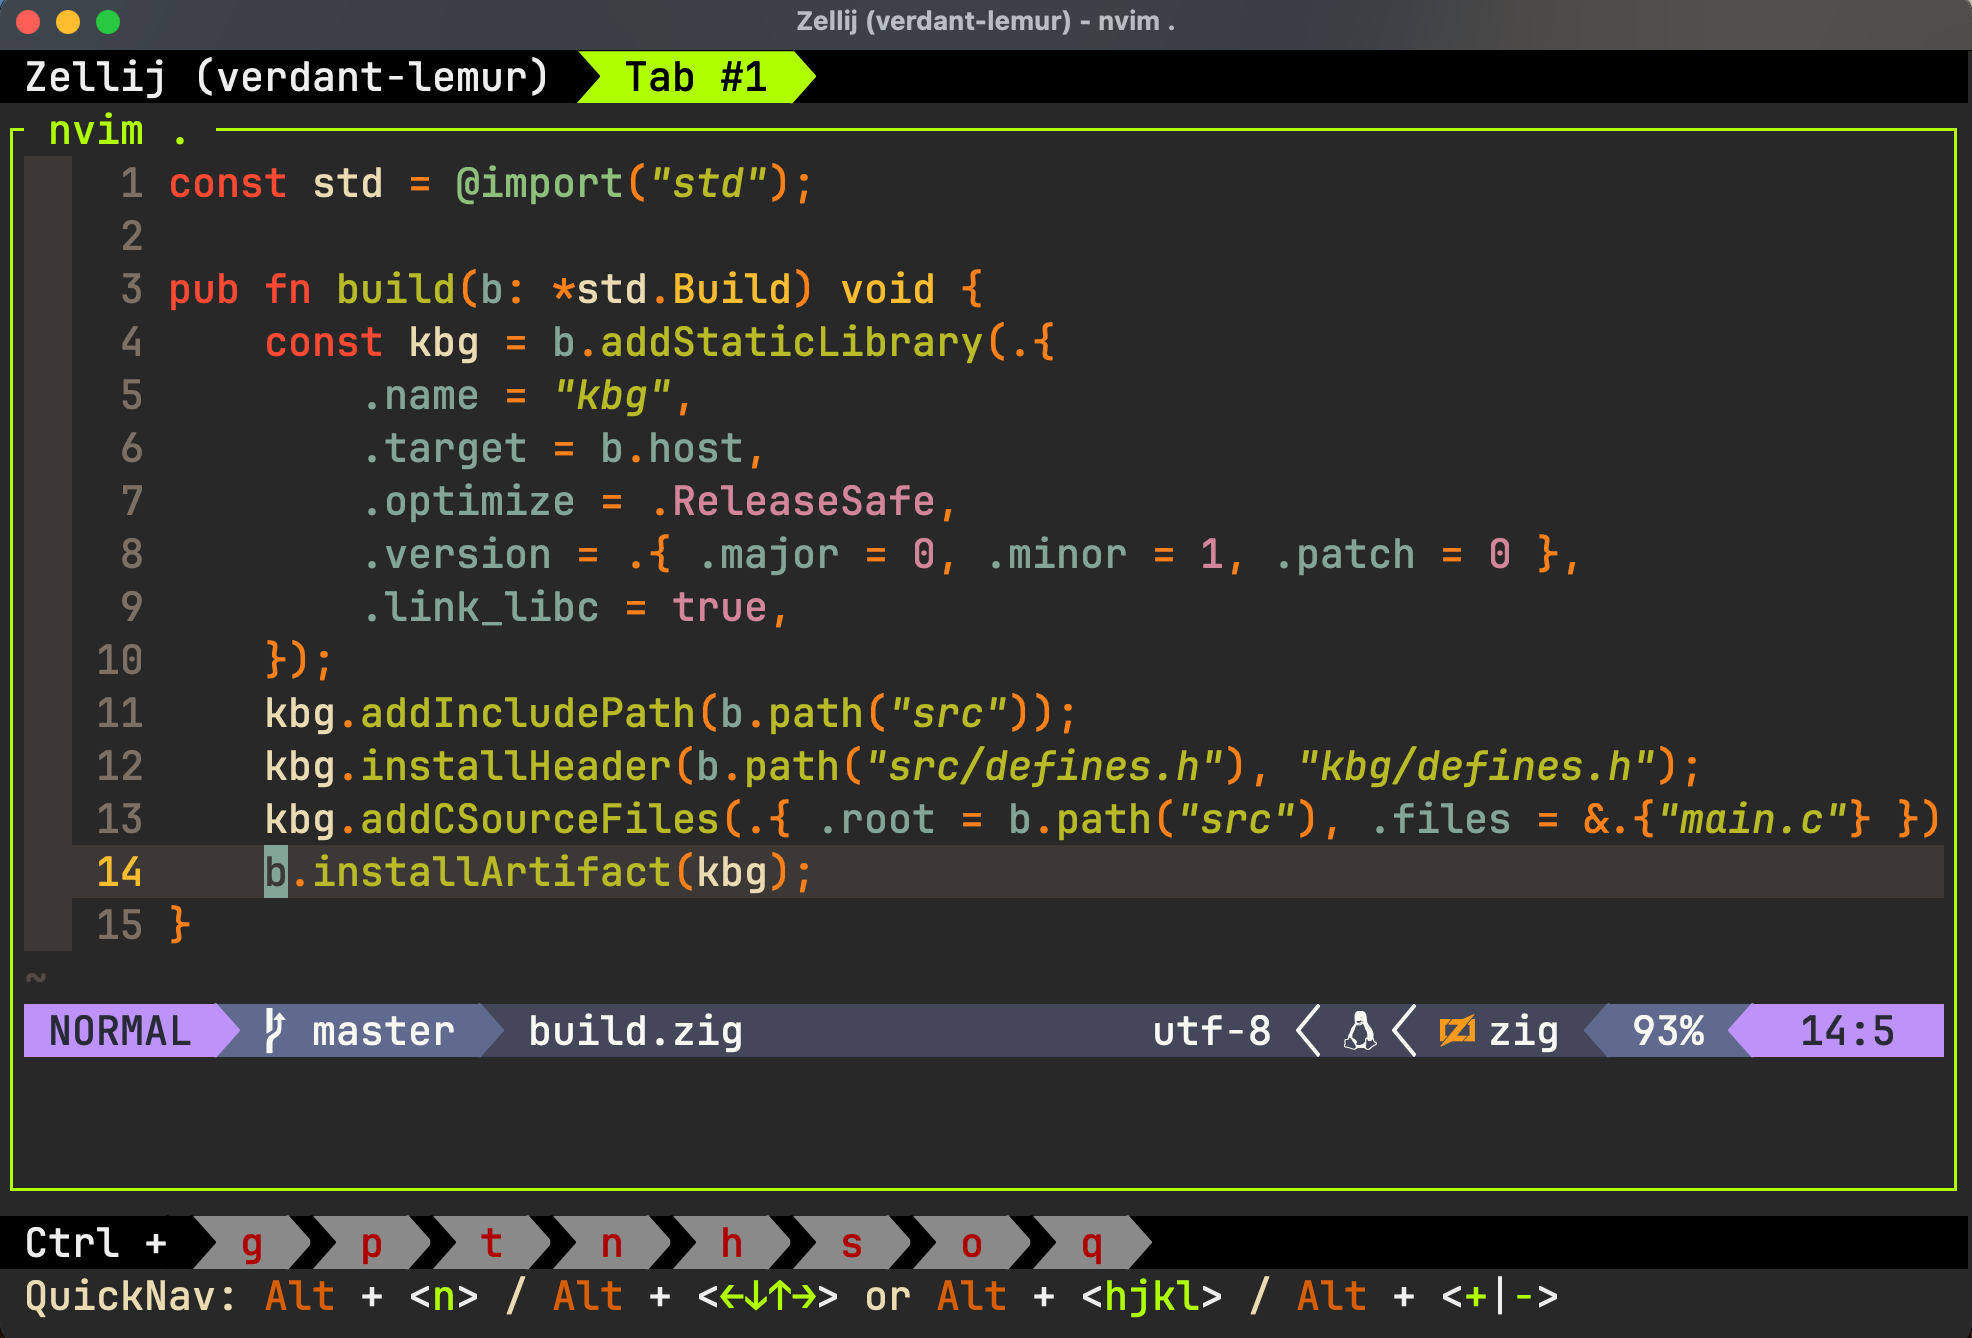 Zellij (verdant-lemur) - nvim .
Zellij (verdant-lemur) Tab #1
nvim .
1 const std = @import("std");
2
3 pub fn build(b: *std.Build) void {
4     const kbg = b.addStaticLibrary(.{
5         .name = "kbg",
6         .target = b.host,
7         .optimize = .ReleaseSafe,
8         .version = .{ .major = 0, .minor = 1, .patch = 0 },
9         .link_libc = true,
10     });
11     kbg.addIncludePath(b.path("src"));
12     kbg.installHeader(b.path("src/defines.h"), "kbg/defines.h");
13     kbg.addCSourceFiles(.{ .root = b.path("src"), .files = &.{"main.c"} })
14     b.installArtifact(kbg);
15 }
~
NORMAL master build.zig utf-8 zig 93% 14:5
Ctrl + g p t n h s o q
QuickNav: Alt + <n> / Alt + <←↓↑→> or Alt + <hjkl> / Alt + <+|->